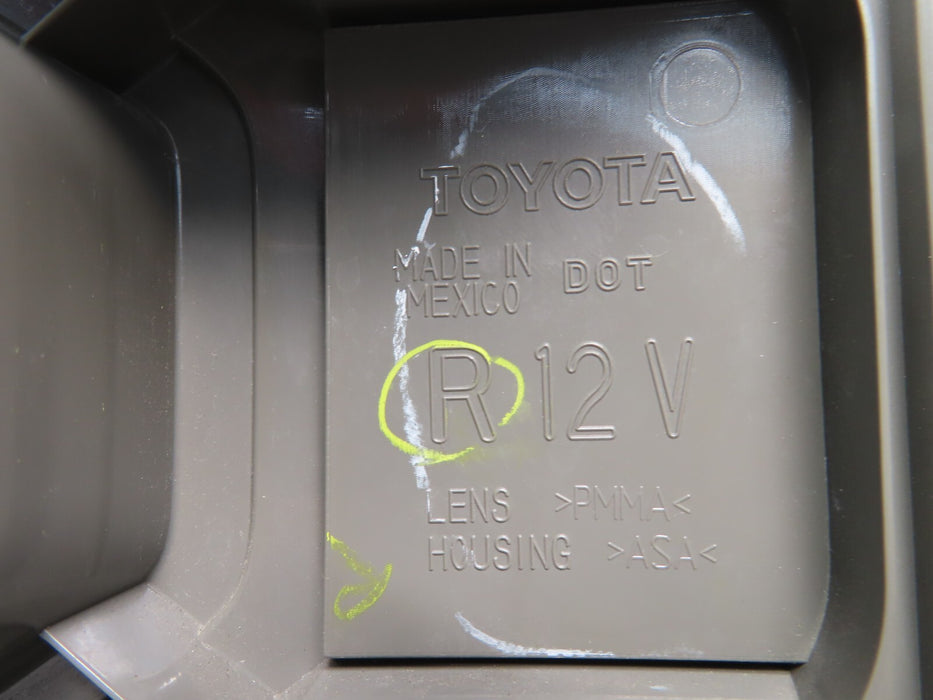 TOYOTA
MADE IN
MEXICO
DOT
R 12 V
LENS >PMMA<
HOUSING >ASA<